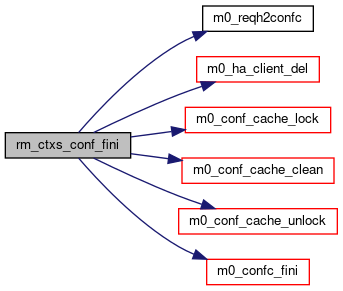 m0_reqh2confc
m0_ha_client_del
m0_conf_cache_lock
rm_ctxs_conf_fini
m0_conf_cache_clean
m0_conf_cache_unlock
m0_confc_fini